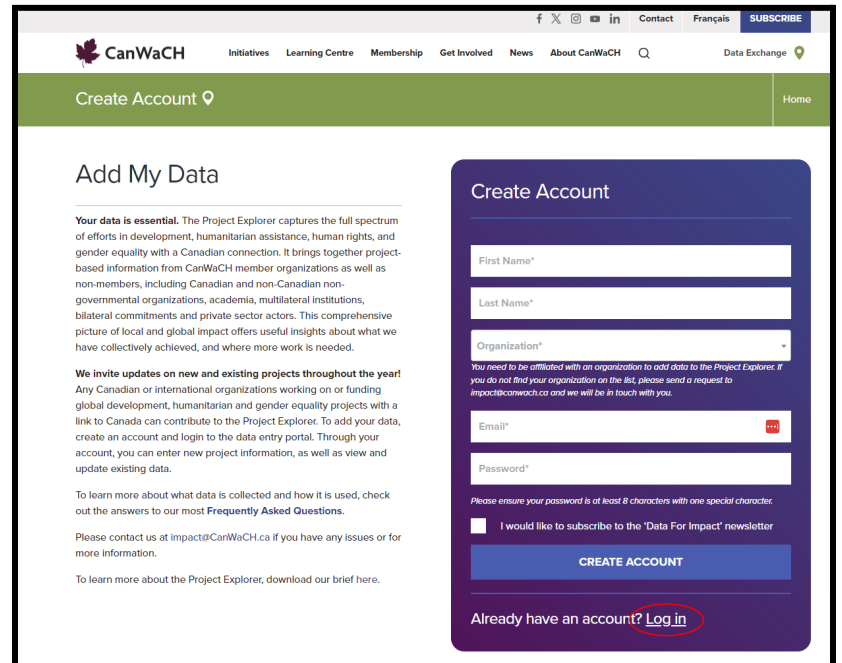 Contact Français SUBSCRIBE
CanWaCH Initiatives Learning Centre Membership Get Involved News About CanWaCH Data Exchange
Create Account Home
Add My Data
Your data is essential. The Project Explorer captures the full spectrum
of efforts in development, humanitarian assistance, human rights, and
gender equality with a Canadian connection. It brings together project-
based information from CanWaCH member organizations as well as
non-members, including Canadian and non-Canadian non-
governmental organizations, academia, multilateral institutions,
bilateral commitments and private sector actors. This comprehensive
picture of local and global impact offers useful insights about what we
have collectively achieved, and where more work is needed.
We invite updates on new and existing projects throughout the year!
Any Canadian or international organizations working on or funding
global development, humanitarian and gender equality projects with a
link to Canada can contribute to the Project Explorer. To add your data,
create an account and login to the data entry portal. Through your
account, you can enter new project information, as well as view and
update existing data.
To learn more about what data is collected and how it is used, check
out the answers to our most Frequently Asked Questions.
Please contact us at impact@CanWaCH.ca if you have any issues or for
more information.
To learn more about the Project Explorer, download our brief here.
Create Account
First Name*
Last Name*
Organization*
You need to be affiliated with an organization to add data to the Project Explorer. If
you do not find your organization on the list, please send a request to
impact@canwach.ca and we will be in touch with you.
Email*
Password*
Please ensure your password is at least 8 characters with one special character.
I would like to subscribe to the 'Data For Impact' newsletter
CREATE ACCOUNT
Already have an account? Log in